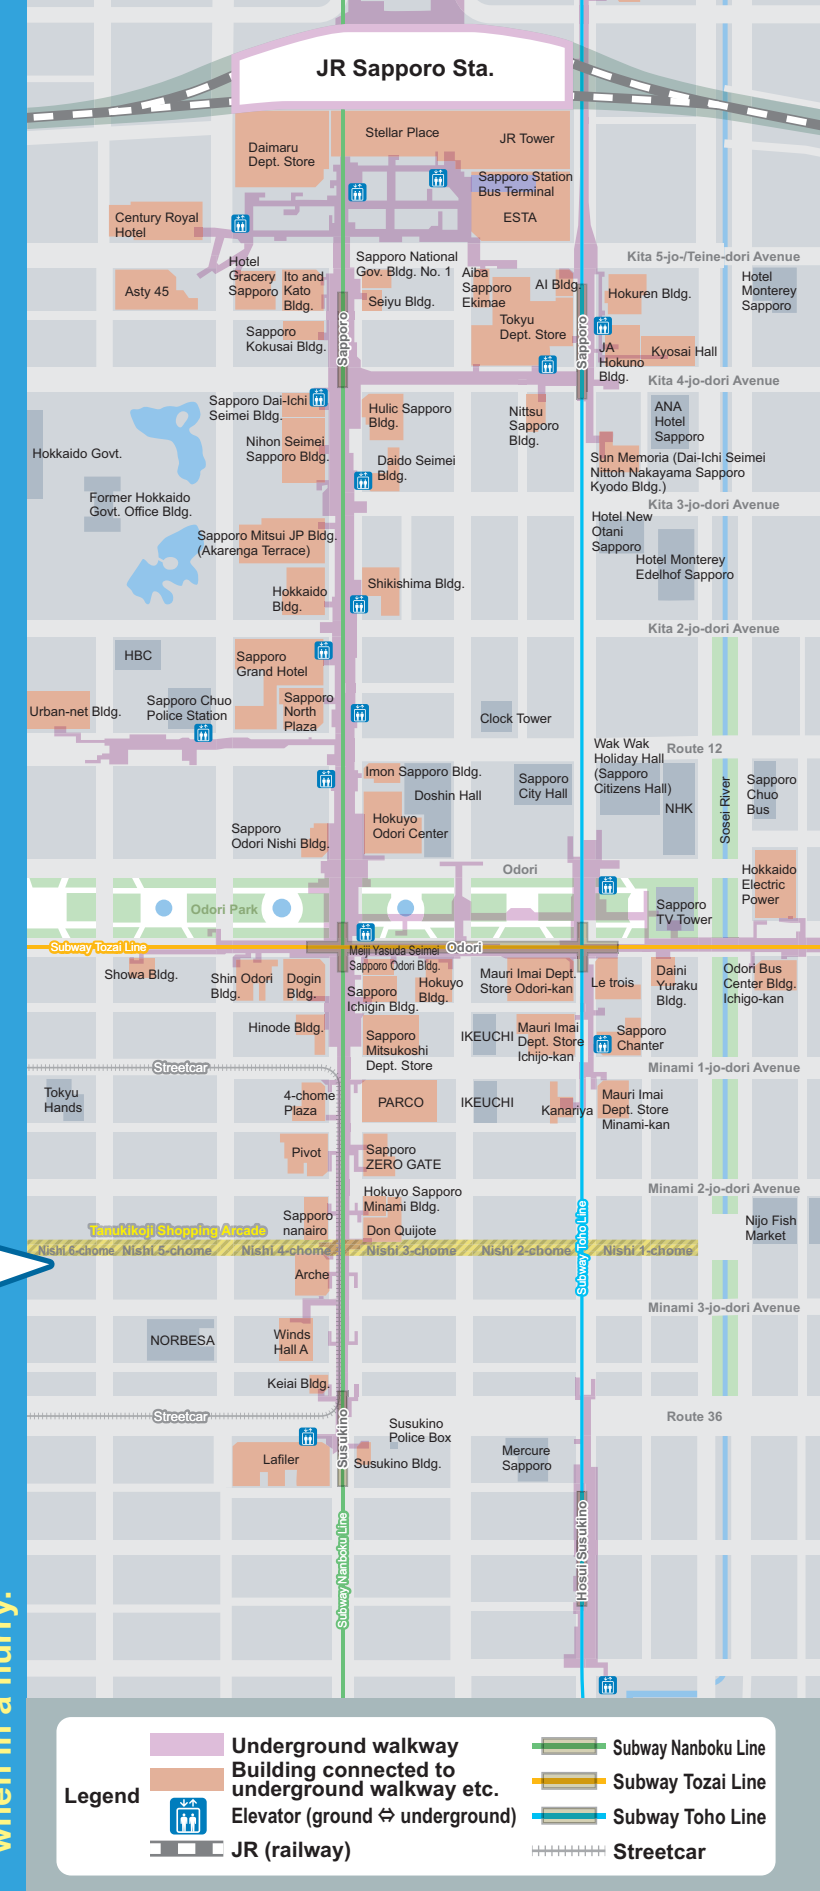 JR Sapporo Sta.
Stellar Place
JR Tower
Daimaru
Dept. Store
Sapporo Station
Bus Terminal
ESTA
Century Royal
Hotel
Kita 5-jo-/Teine-dori Avenue
Hotel
Gracery
Sapporo
Ito and
Kato
Bldg.
Sapporo National
Gov. Bldg. No. 1
Seiyu Bldg.
Aiba
Sapporo
Ekimae
AI Bldg.
Hokuren Bldg.
Hotel
Monterey
Sapporo
Asty 45
Sapporo
Kokusai Bldg.
Sapporo
Tokyu
Dept. Store
Sapporo
JA
Hokuno
Bldg.
Kyosai Hall
Kita 4-jo-dori Avenue
Sapporo Dai-Ichi
Seimei Bldg.
Hulic Sapporo
Bldg.
Nittsu
Sapporo
Bldg.
ANA
Hotel
Sapporo
Hokkaido Govt.
Nihon Seimei
Sapporo Bldg.
Daido Seimei
Bldg.
Sun Memoria (Dai-Ichi Seimei
Nittoh Nakayama Sapporo
Kyodo Bldg.)
Former Hokkaido
Govt. Office Bldg.
Kita 3-jo-dori Avenue
Hotel New
Otani
Sapporo
Sapporo Mitsui JP Bldg.
(Akarenga Terrace)
Hotel Monterey
Edelhof Sapporo
Hokkaido
Bldg.
Shikishima Bldg.
Kita 2-jo-dori Avenue
HBC
Sapporo
Grand Hotel
Urban-net Bldg.
Sapporo Chuo
Police Station
Sapporo
North
Plaza
Clock Tower
Route 12
Wak Wak
Holiday Hall
(Sapporo
Citizens Hall)
Imon Sapporo Bldg.
Doshin Hall
Sapporo
City Hall
NHK
Sosei River
Sapporo
Chuo
Bus
Sapporo
Odori Nishi Bldg.
Hokuyo
Odori Center
Odori
Hokkaido
Electric
Power
Odori Park
Sapporo
TV Tower
Subway Tozai Line
Meiji Yasuda Seimei
Sapporo Odori Bldg.
Odori
Showa Bldg.
Shin Odori
Bldg.
Dogin
Bldg.
Sapporo
Ichigin Bldg.
Hokuyo
Bldg.
Mauri Imai Dept.
Store Odori-kan
Le trois
Daini
Yuraku
Bldg.
Odori Bus
Center Bldg.
Ichigo-kan
Hinode Bldg.
Sapporo
Mitsukoshi
Dept. Store
IKEUCHI
Mauri Imai
Dept. Store
Ichijo-kan
Sapporo
Chanter
Streetcar
Minami 1-jo-dori Avenue
Tokyu
Hands
4-chome
Plaza
PARCO
IKEUCHI
Kanariya
Mauri Imai
Dept. Store
Minami-kan
Pivot
Sapporo
ZERO GATE
Minami 2-jo-dori Avenue
Hokuyo Sapporo
Minami Bldg.
Sapporo
nanairo
Don Quijote
Subway Toho Line
Nijo Fish
Market
Tanukikoji Shopping Arcade
Nishi 6-chome
Nishi 5-chome
Nishi 4-chome
Nishi 3-chome
Nishi 2-chome
Nishi 1-chome
Arche
Minami 3-jo-dori Avenue
NORBESA
Winds
Hall A
Keiai Bldg.
Streetcar
Susukino
Susukino
Police Box
Route 36
Lafiler
Susukino Bldg.
Mercure
Sapporo
Hosui Susukino
Subway Nanboku Line
when in a hurry.
Legend
Underground walkway
Building connected to
underground walkway etc.
Elevator (ground ⇔ underground)
JR (railway)
Subway Nanboku Line
Subway Tozai Line
Subway Toho Line
Streetcar